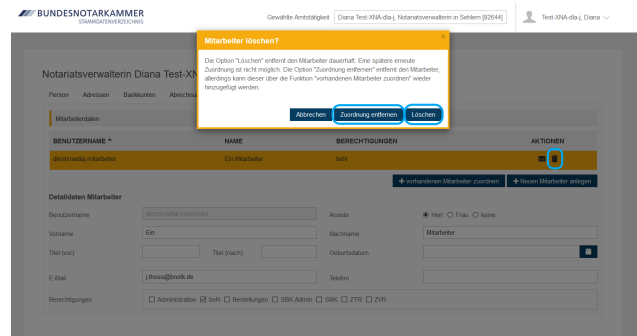 BUNDESNOTARKAMMER
STAMMDATENVERZEICHNIS
Gewählte Amtstätigkeit Diana Test-XNA-dla-j, Notariatsverwalterin in Sehlem [82644] Test-XNA-dla-j, Diana
Mitarbeiter löschen? ×
Die Option "Löschen" entfernt den Mitarbeiter dauerhaft. Eine spätere erneute
Zuordnung ist nicht möglich. Die Option "Zuordnung entfernen" entfernt den Mitarbeiter,
allerdings kann dieser über die Funktion "vorhandenen Mitarbeiter zuordnen" wieder
hinzugefügt werden.
Abbrechen Zuordnung entfernen Löschen
Notariatsverwalterin Diana Test-XN
Person Adressen Bankkonten Abrechnu
Mitarbeiterdaten
BENUTZERNAME NAME BERECHTIGUNGEN AKTIONEN
Ein Mitarbeiter beN
+ vorhandenen Mitarbeiter zuordnen + Neuen Mitarbeiter anlegen
Detaildaten Mitarbeiter
Benutzername Anrede Herr Frau keine
Vorname Ein Nachname Mitarbeiter
Titel (vor) Titel (nach) Geburtsdatum
E-Mail j.thoss@bnotk.de Telefon
Berechtigungen Administration beN Bestellungen SBK Admin SBK ZTR ZVR